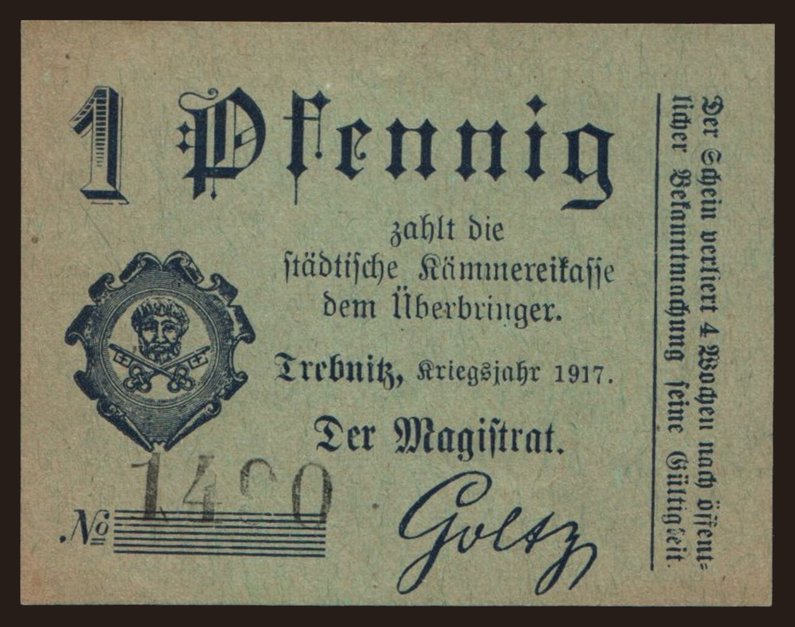 1 Pfennig
zahlt die
städtische Kämmereikasse
dem Überbringer.
Trebnitz, Kriegsjahr 1917.
Der Magistrat.
No
Goltz
Der Schein verliert 4 Wochen nach öffent-
licher Bekanntmachung seine Gültigkeit.